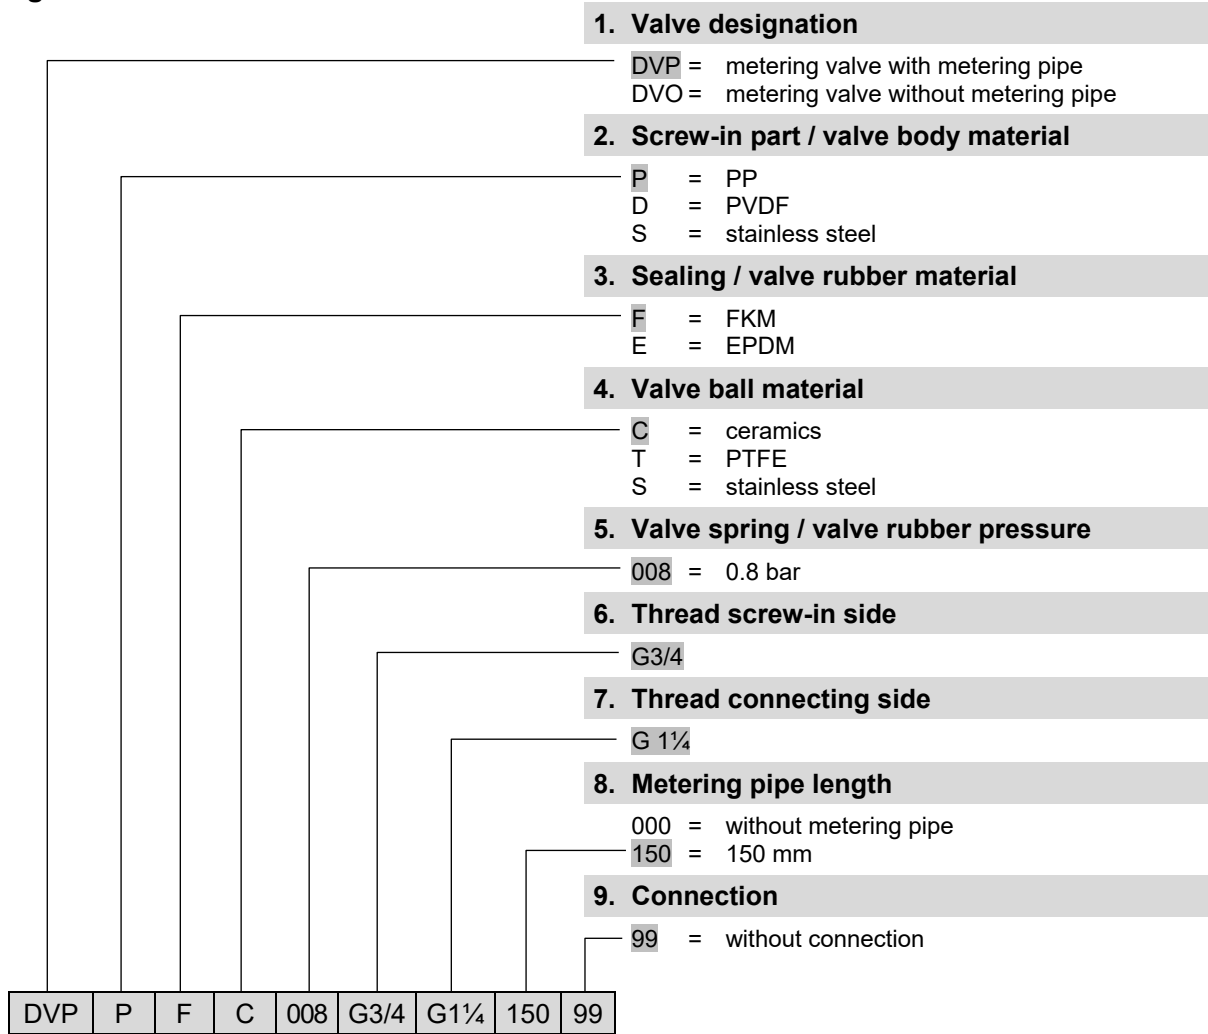 1. Valve designation
DVP = metering valve with metering pipe
DVO = metering valve without metering pipe
2. Screw-in part / valve body material
P = PP
D = PVDF
S = stainless steel
3. Sealing / valve rubber material
F = FKM
E = EPDM
4. Valve ball material
C = ceramics
T = PTFE
S = stainless steel
5. Valve spring / valve rubber pressure
008 = 0.8 bar
6. Thread screw-in side
G3/4
7. Thread connecting side
G 1¼
8. Metering pipe length
000 = without metering pipe
150 = 150 mm
9. Connection
99 = without connection
DVP P F C 008 G3/4 G1¼ 150 99